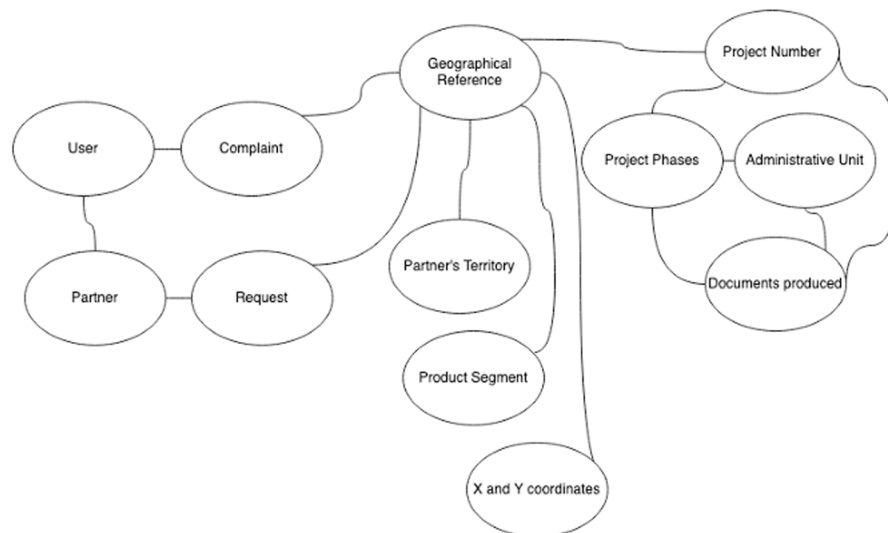 Geographical
Reference
Project Number
User
Complaint
Project Phases
Administrative Unit
Partner's Territory
Partner
Request
Documents produced
Product Segment
X and Y coordinates